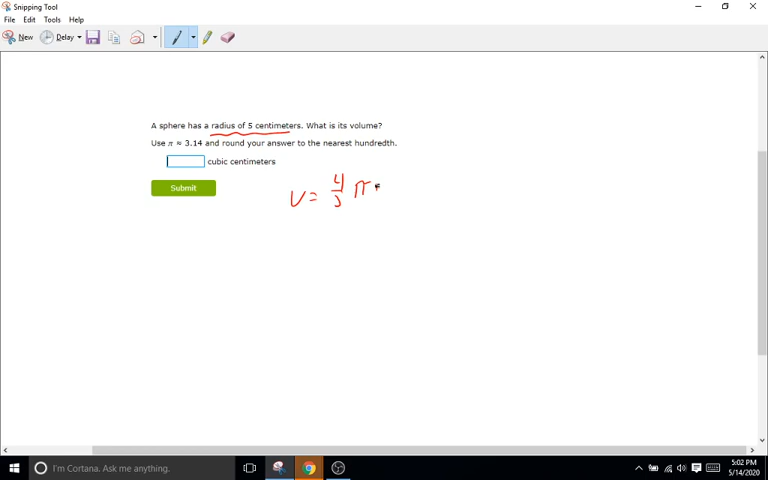 Snipping Tool
File Edit Tools Help
New Delay
A sphere has a radius of 5 centimeters. What is its volume?
Use π ≈ 3.14 and round your answer to the nearest hundredth.
cubic centimeters
Submit
V = 4/3 π
I'm Cortana. Ask me anything.
5:02 PM
5/14/2020